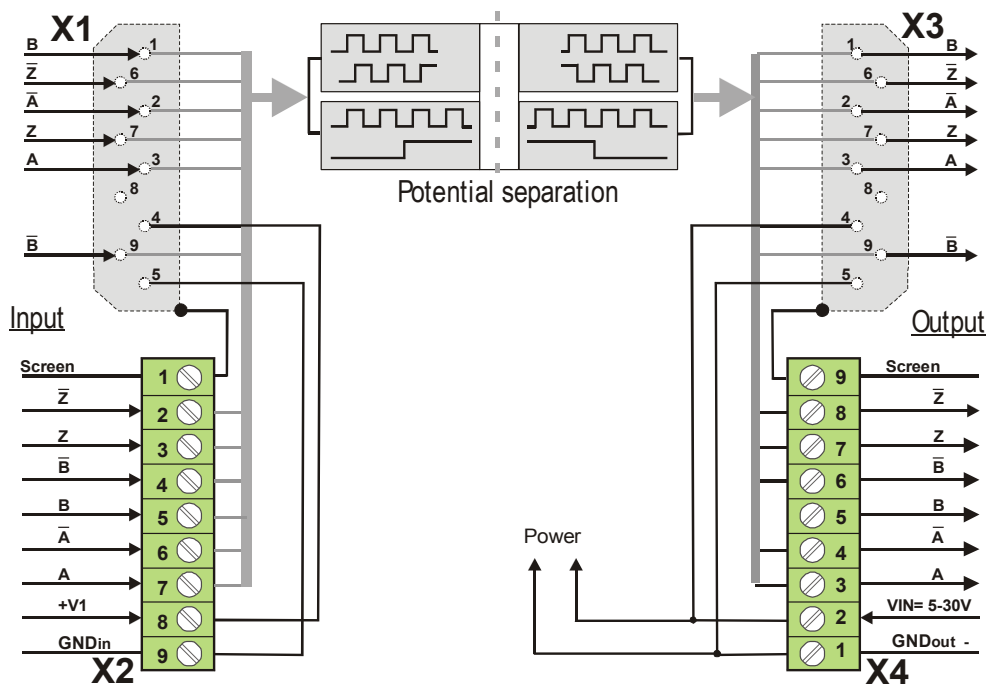 X1
B
1
Z̅
6
A̅
2
Z
7
A
3
8
4
B̅
9
5
Potential separation
X3
1
B
6
Z̅
2
A̅
7
Z
3
A
8
4
9
B̅
5
Input
Screen
1
Z̅
2
Z
3
B̅
4
B
5
A̅
6
A
7
+V1
8
GNDin
9
X2
Power
Output
9
Screen
8
Z̅
7
Z
6
B̅
5
B
4
A̅
3
A
2
VIN= 5-30V
1
GNDout -
X4